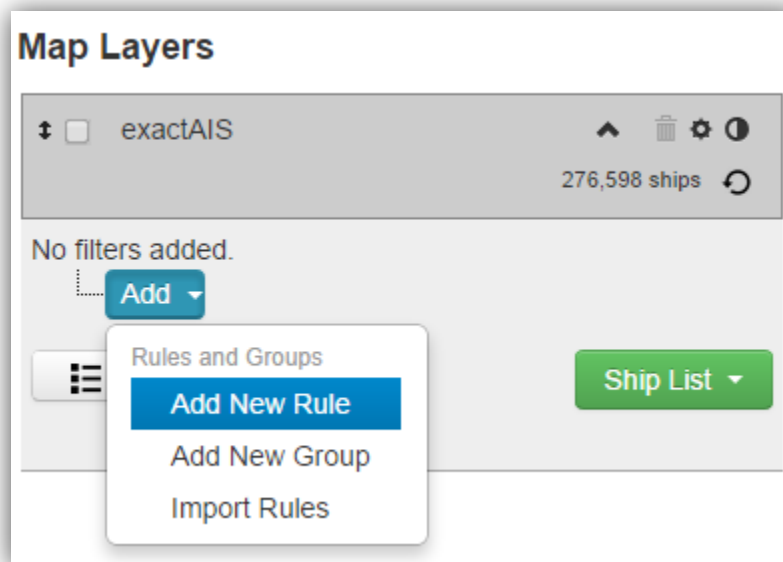 Map Layers
exactAIS
276,598 ships
No filters added.
Add
Rules and Groups
Add New Rule
Ship List
Add New Group
Import Rules